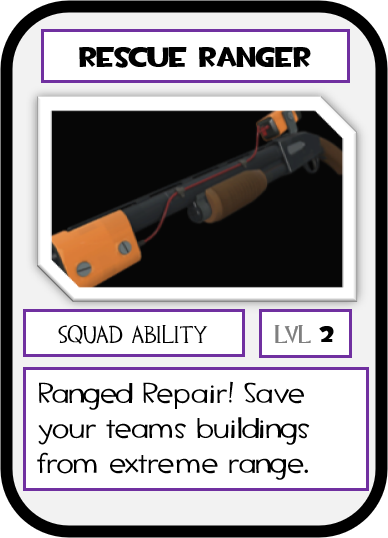 RESCUE RANGER
SQUAD ABILITY
LVL 2
Ranged Repair! Save
your teams buildings
from extreme range.